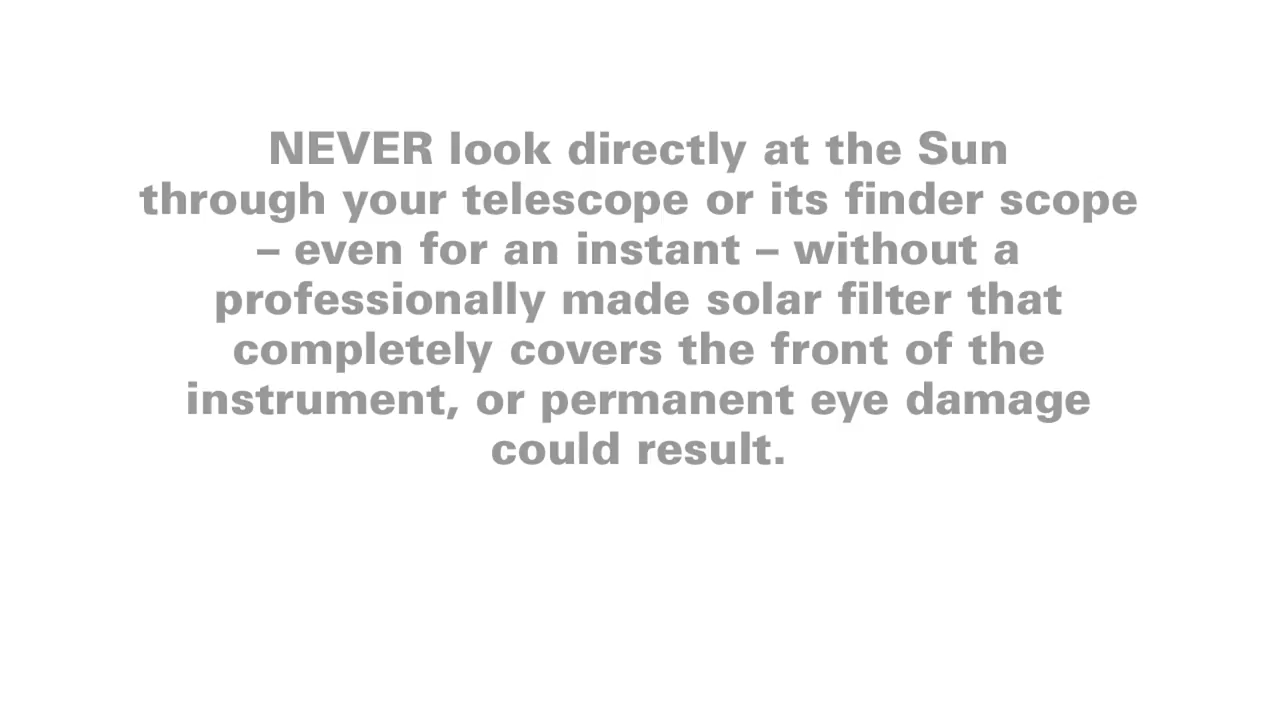 NEVER look directly at the Sun
through your telescope or its finder scope
– even for an instant – without a
professionally made solar filter that
completely covers the front of the
instrument, or permanent eye damage
could result.